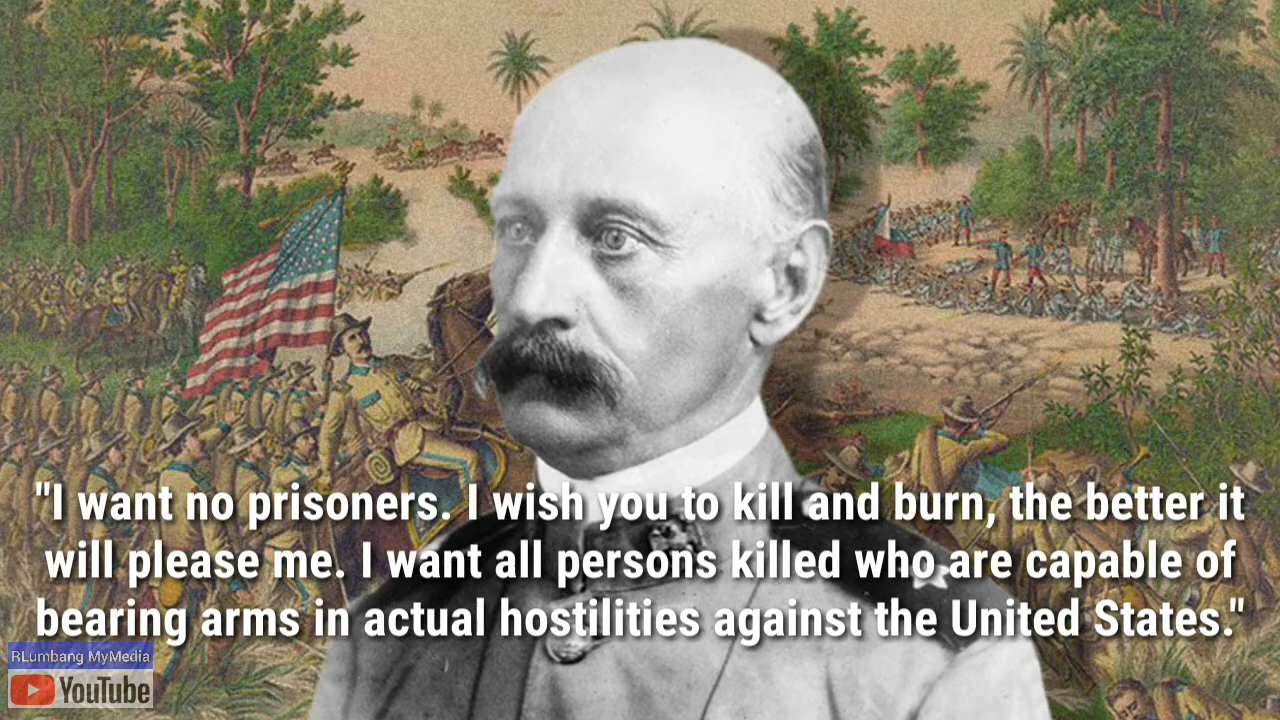 "I want no prisoners. I wish you to kill and burn, the better it
will please me. I want all persons killed who are capable of
bearing arms in actual hostilities against the United States."
RLumbang MyMedia
YouTube